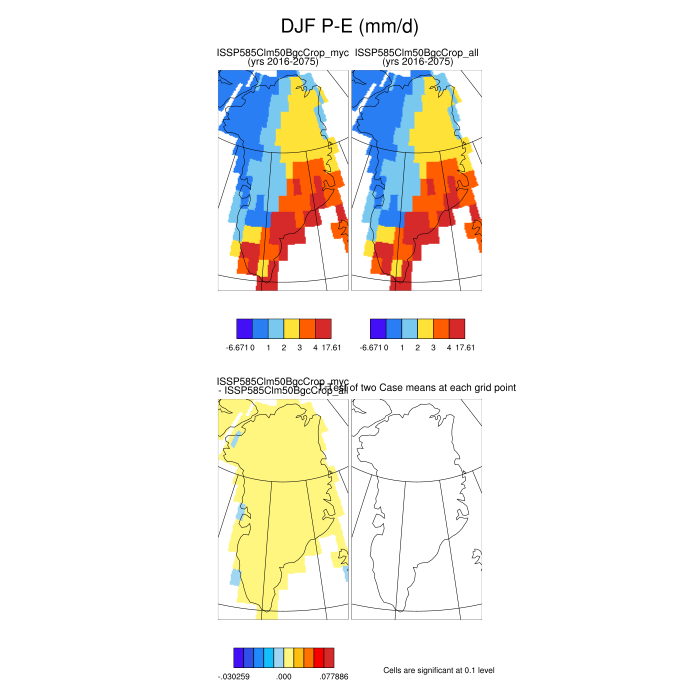 DJF P-E (mm/d)
ISSP585Clm50BgcCrop_myc
(yrs 2016-2075)
ISSP585Clm50BgcCrop_all
(yrs 2016-2075)
-6.671 0 1 2 3 4 17.61
-6.671 0 1 2 3 4 17.61
ISSP585Clm50BgcCrop_myc
- ISSP585Clm50BgcCrop_all
T-Test of two Case means at each grid point
-.030259 .000 .077886
Cells are significant at 0.1 level